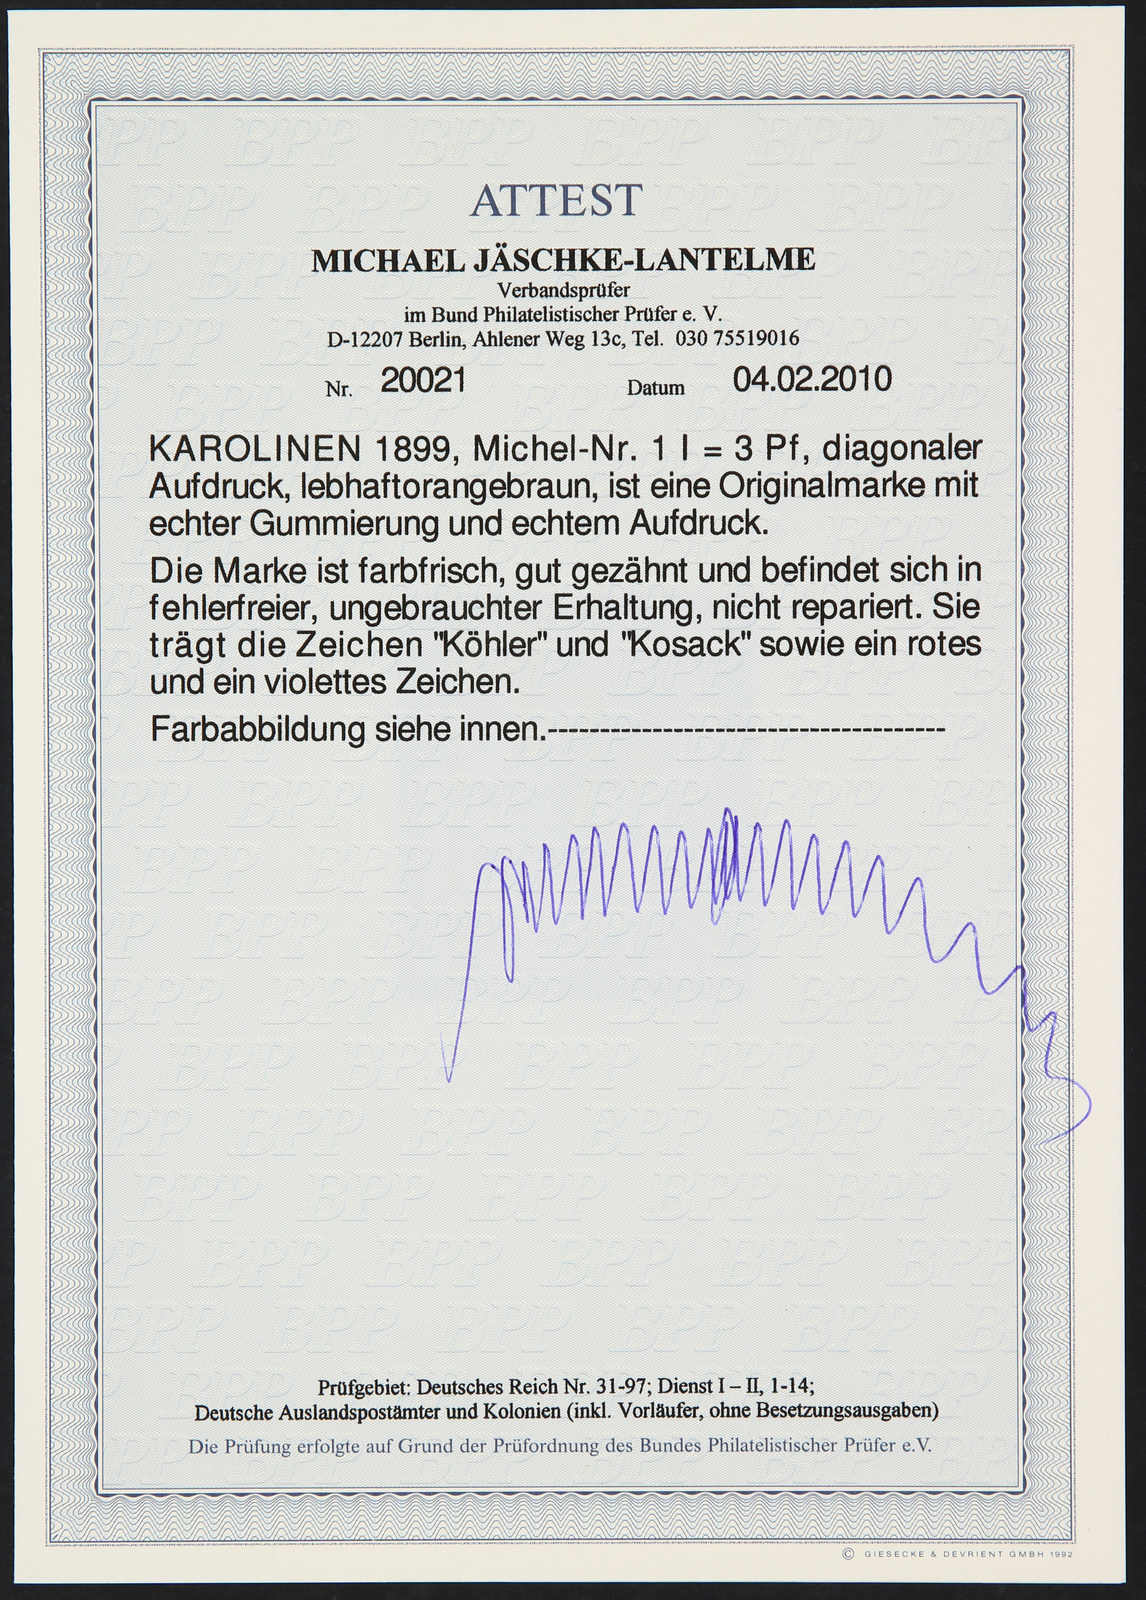 ATTEST
MICHAEL JÄSCHKE-LANTELME
Verbandsprüfer
im Bund Philatelistischer Prüfer e. V.
D-12207 Berlin, Ahlener Weg 13c, Tel. 030 75519016
Nr. 20021 Datum 04.02.2010
KAROLINEN 1899, Michel-Nr. 1 I = 3 Pf, diagonaler
Aufdruck, lebhaftorangebraun, ist eine Originalmarke mit
echter Gummierung und echtem Aufdruck.
Die Marke ist farbfrisch, gut gezähnt und befindet sich in
fehlerfreier, ungebrauchter Erhaltung, nicht repariert. Sie
trägt die Zeichen "Köhler" und "Kosack" sowie ein rotes
und ein violettes Zeichen.
Farbabbildung siehe innen.--------------------------------------
Prüfgebiet: Deutsches Reich Nr. 31-97; Dienst I – II, 1-14;
Deutsche Auslandspostämter und Kolonien (inkl. Vorläufer, ohne Besetzungsausgaben)
Die Prüfung erfolgte auf Grund der Prüfordnung des Bundes Philatelistischer Prüfer e.V.
© GIESECKE & DEVRIENT GMBH 1992